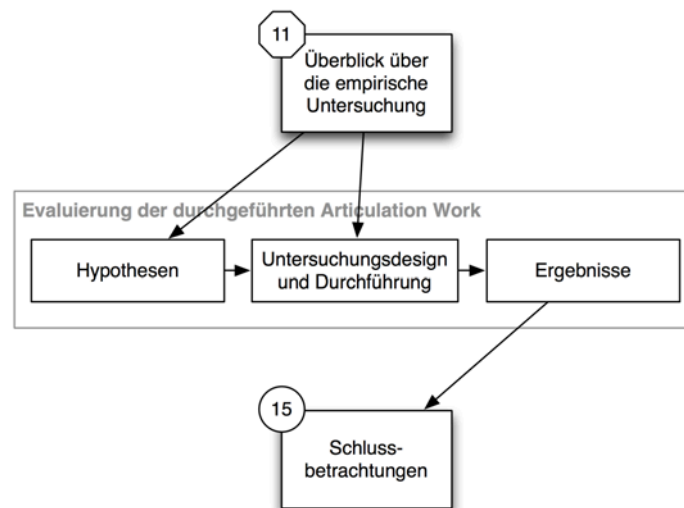 11
Überblick über
die empirische
Untersuchung
Evaluierung der durchgeführten Articulation Work
Hypothesen
Untersuchungsdesign
und Durchführung
Ergebnisse
15
Schluss-
betrachtungen